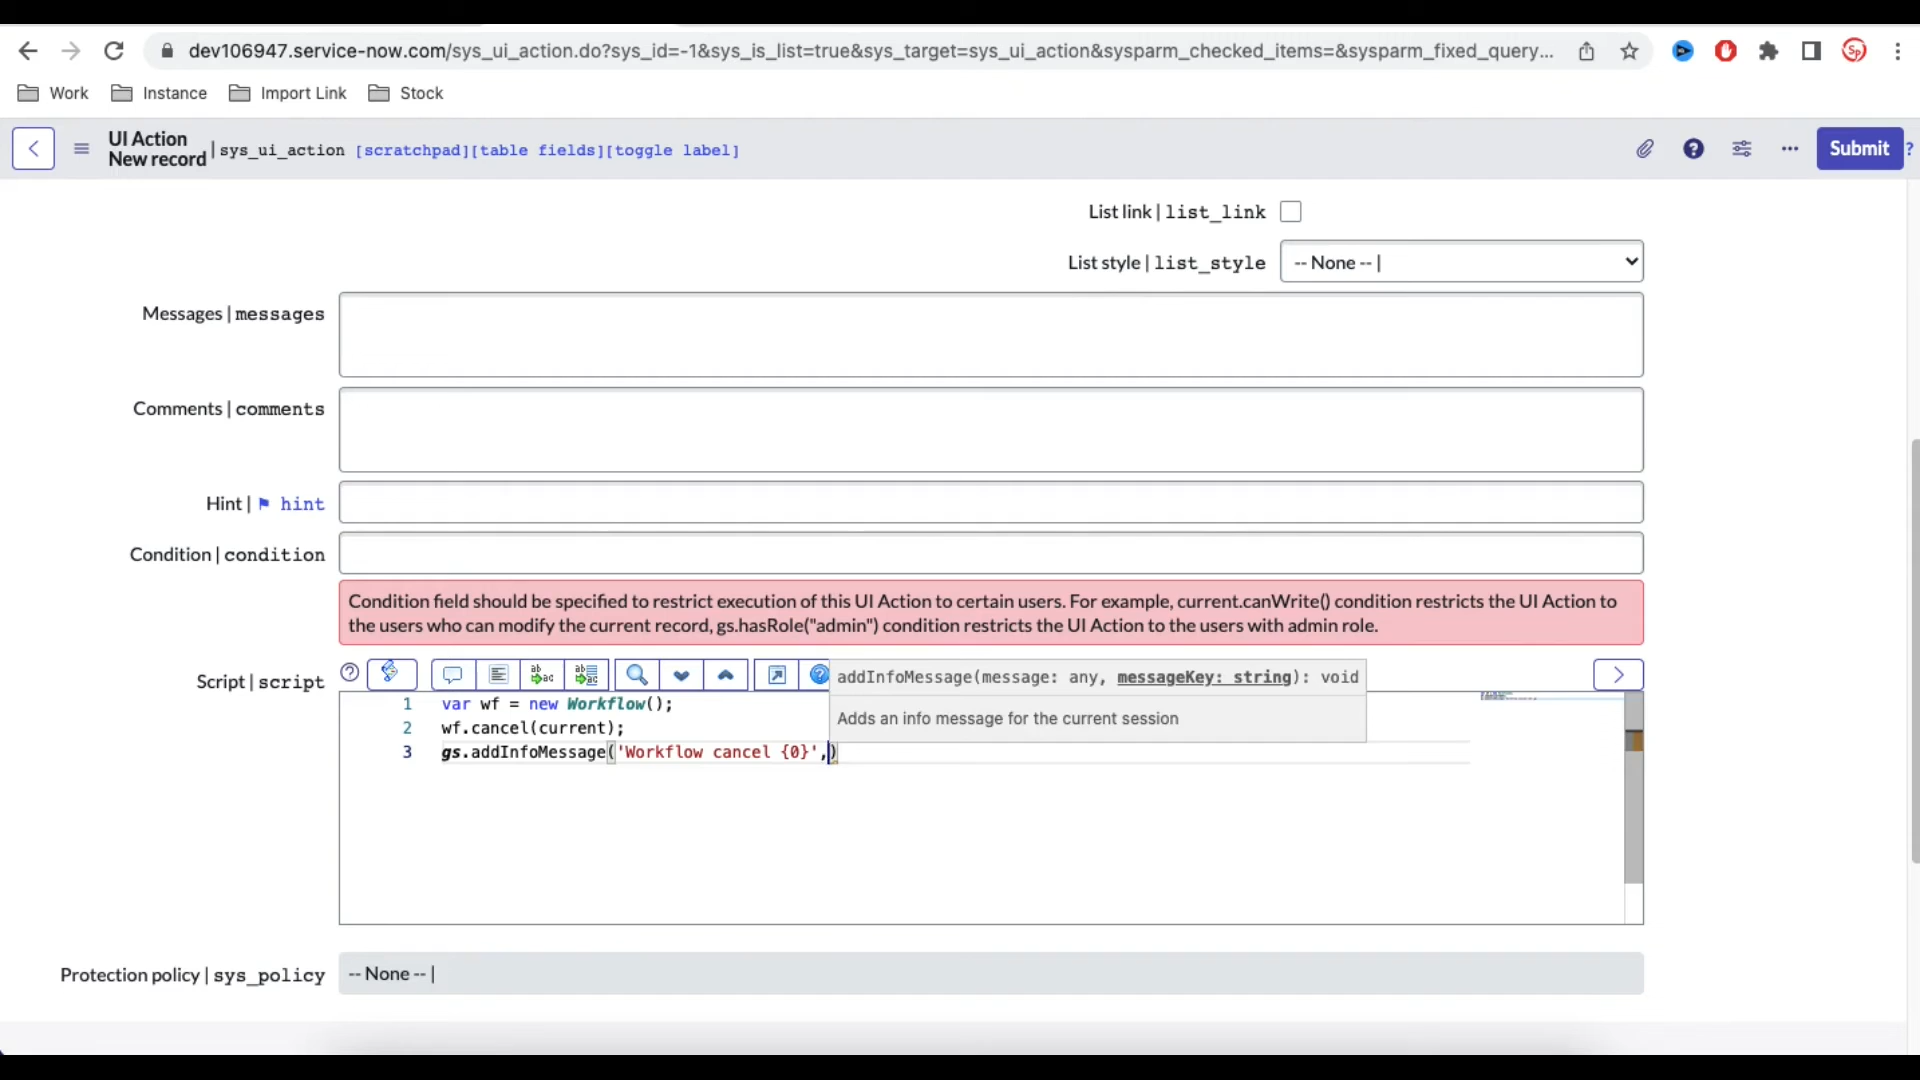 dev106947.service-now.com/sys_ui_action.do?sys_id=-1&sys_is_list=true&sys_target=sys_ui_action&sysparm_checked_items=&sysparm_fixed_query...
Work Instance Import Link Stock
UI Action
New record | sys_ui_action [scratchpad][table fields][toggle label]
Submit ?
List link | list_link
List style | list_style -- None -- |
Messages | messages
Comments | comments
Hint | hint
Condition | condition
Condition field should be specified to restrict execution of this UI Action to certain users. For example, current.canWrite() condition restricts the UI Action to
the users who can modify the current record, gs.hasRole("admin") condition restricts the UI Action to the users with admin role.
Script | script
addInfoMessage(message: any, messageKey: string): void
Adds an info message for the current session
1 var wf = new Workflow();
2 wf.cancel(current);
3 gs.addInfoMessage('Workflow cancel {0}',)
Protection policy | sys_policy -- None -- |